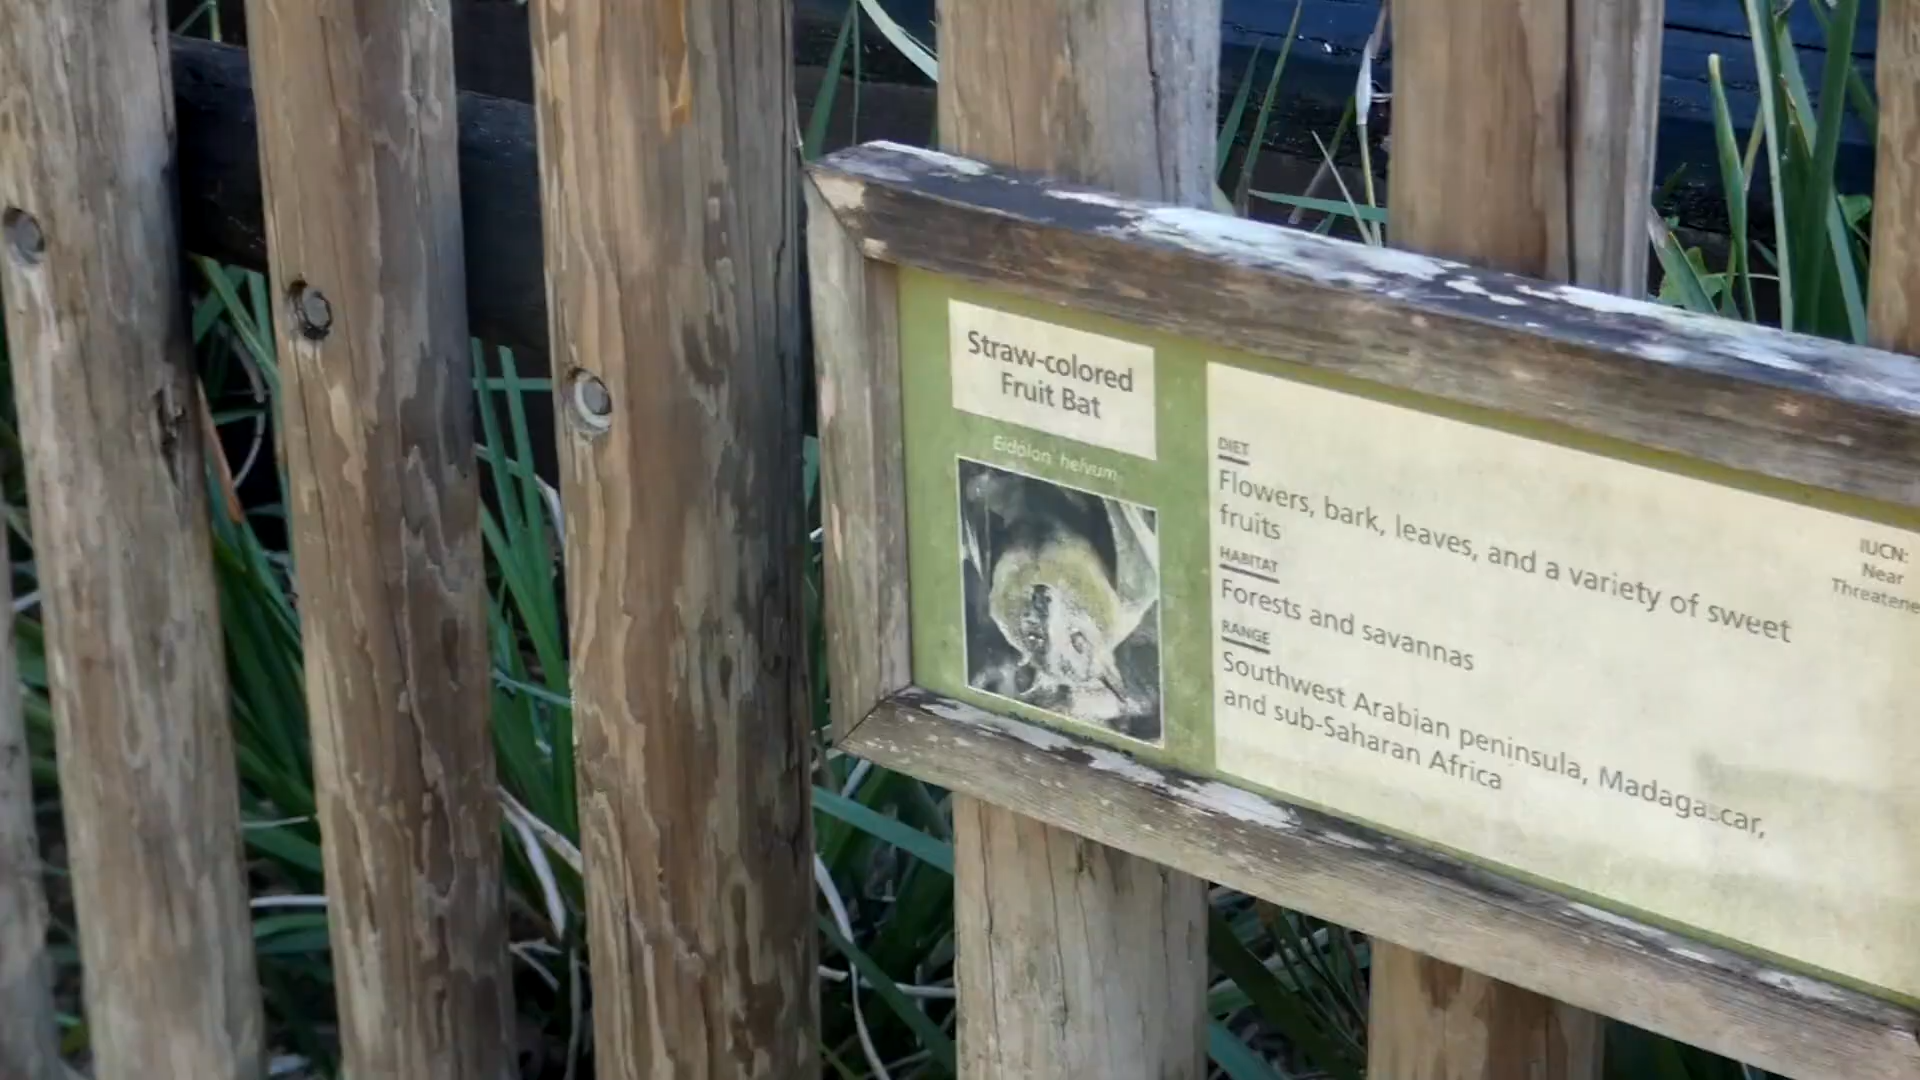 Straw-colored
Fruit Bat
Eidolon helvum
DIET
Flowers, bark, leaves, and a variety of sweet
fruits
HABITAT
Forests and savannas
RANGE
Southwest Arabian peninsula, Madagascar,
and sub-Saharan Africa
IUCN:
Near
Threatene